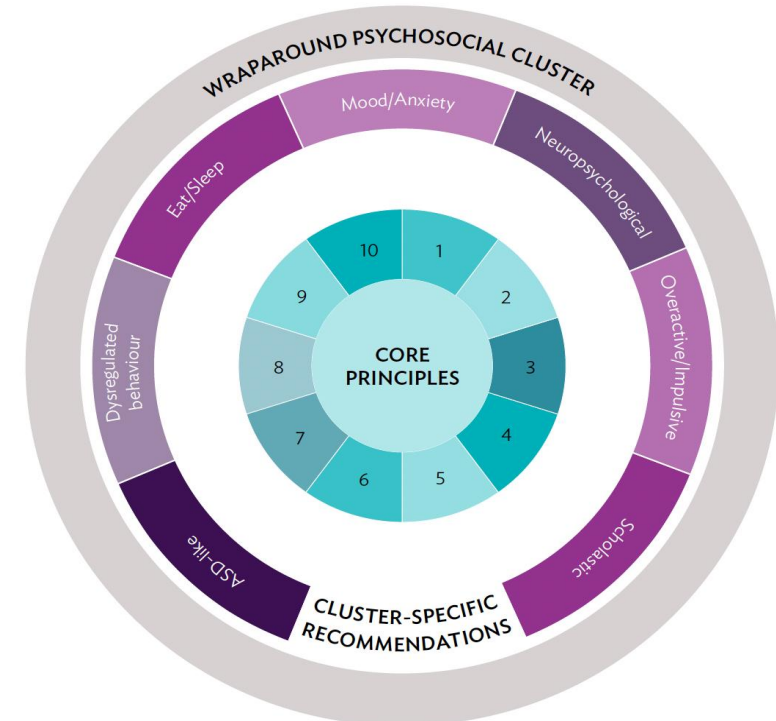 WRAPAROUND PSYCHOSOCIAL CLUSTER
Mood/Anxiety
Neuropsychological
Overactive/Impulsive
Scholastic
CLUSTER-SPECIFIC
RECOMMENDATIONS
ASD-like
Dysregulated
behaviour
Eat/Sleep
1
2
3
4
5
6
7
8
9
10
CORE
PRINCIPLES